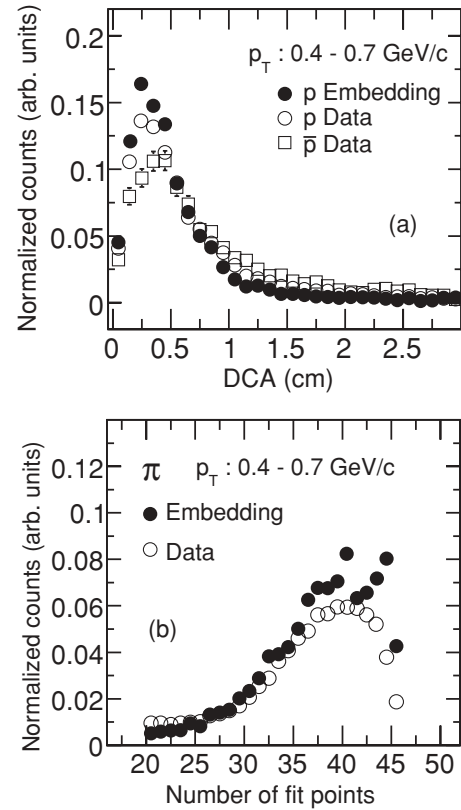 p_T : 0.4 - 0.7 GeV/c
p Embedding
p Data
p̄ Data
(a)
Normalized counts (arb. units)
0.2
0.15
0.1
0.05
0
0 0.5 1 1.5 2 2.5
DCA (cm)
π p_T : 0.4 - 0.7 GeV/c
Embedding
Data
(b)
Normalized counts (arb. units)
0.12
0.1
0.08
0.06
0.04
0.02
0
20 25 30 35 40 45 50
Number of fit points